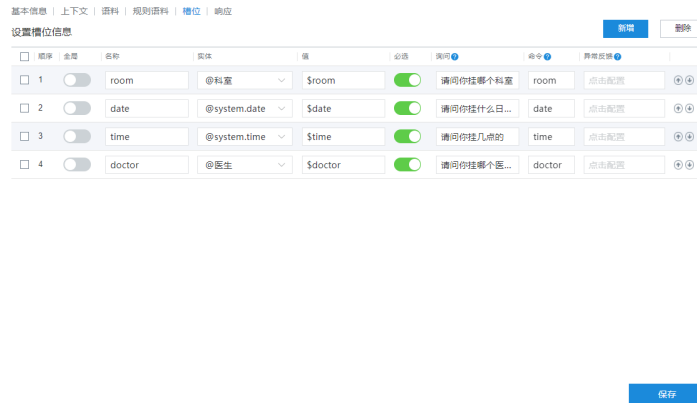 基本信息 | 上下文 | 语料 | 规则语料 | 槽位 | 响应
设置槽位信息 新增 删除
顺序 全局 名称 实体 值 必选 询问 命令 异常反馈
1 room @科室 $room 请问你挂哪个科室 room 点击配置
2 date @system.date $date 请问你挂什么日... date 点击配置
3 time @system.time $time 请问你挂几点的 time 点击配置
4 doctor @医生 $doctor 请问你挂哪个医... doctor 点击配置
保存